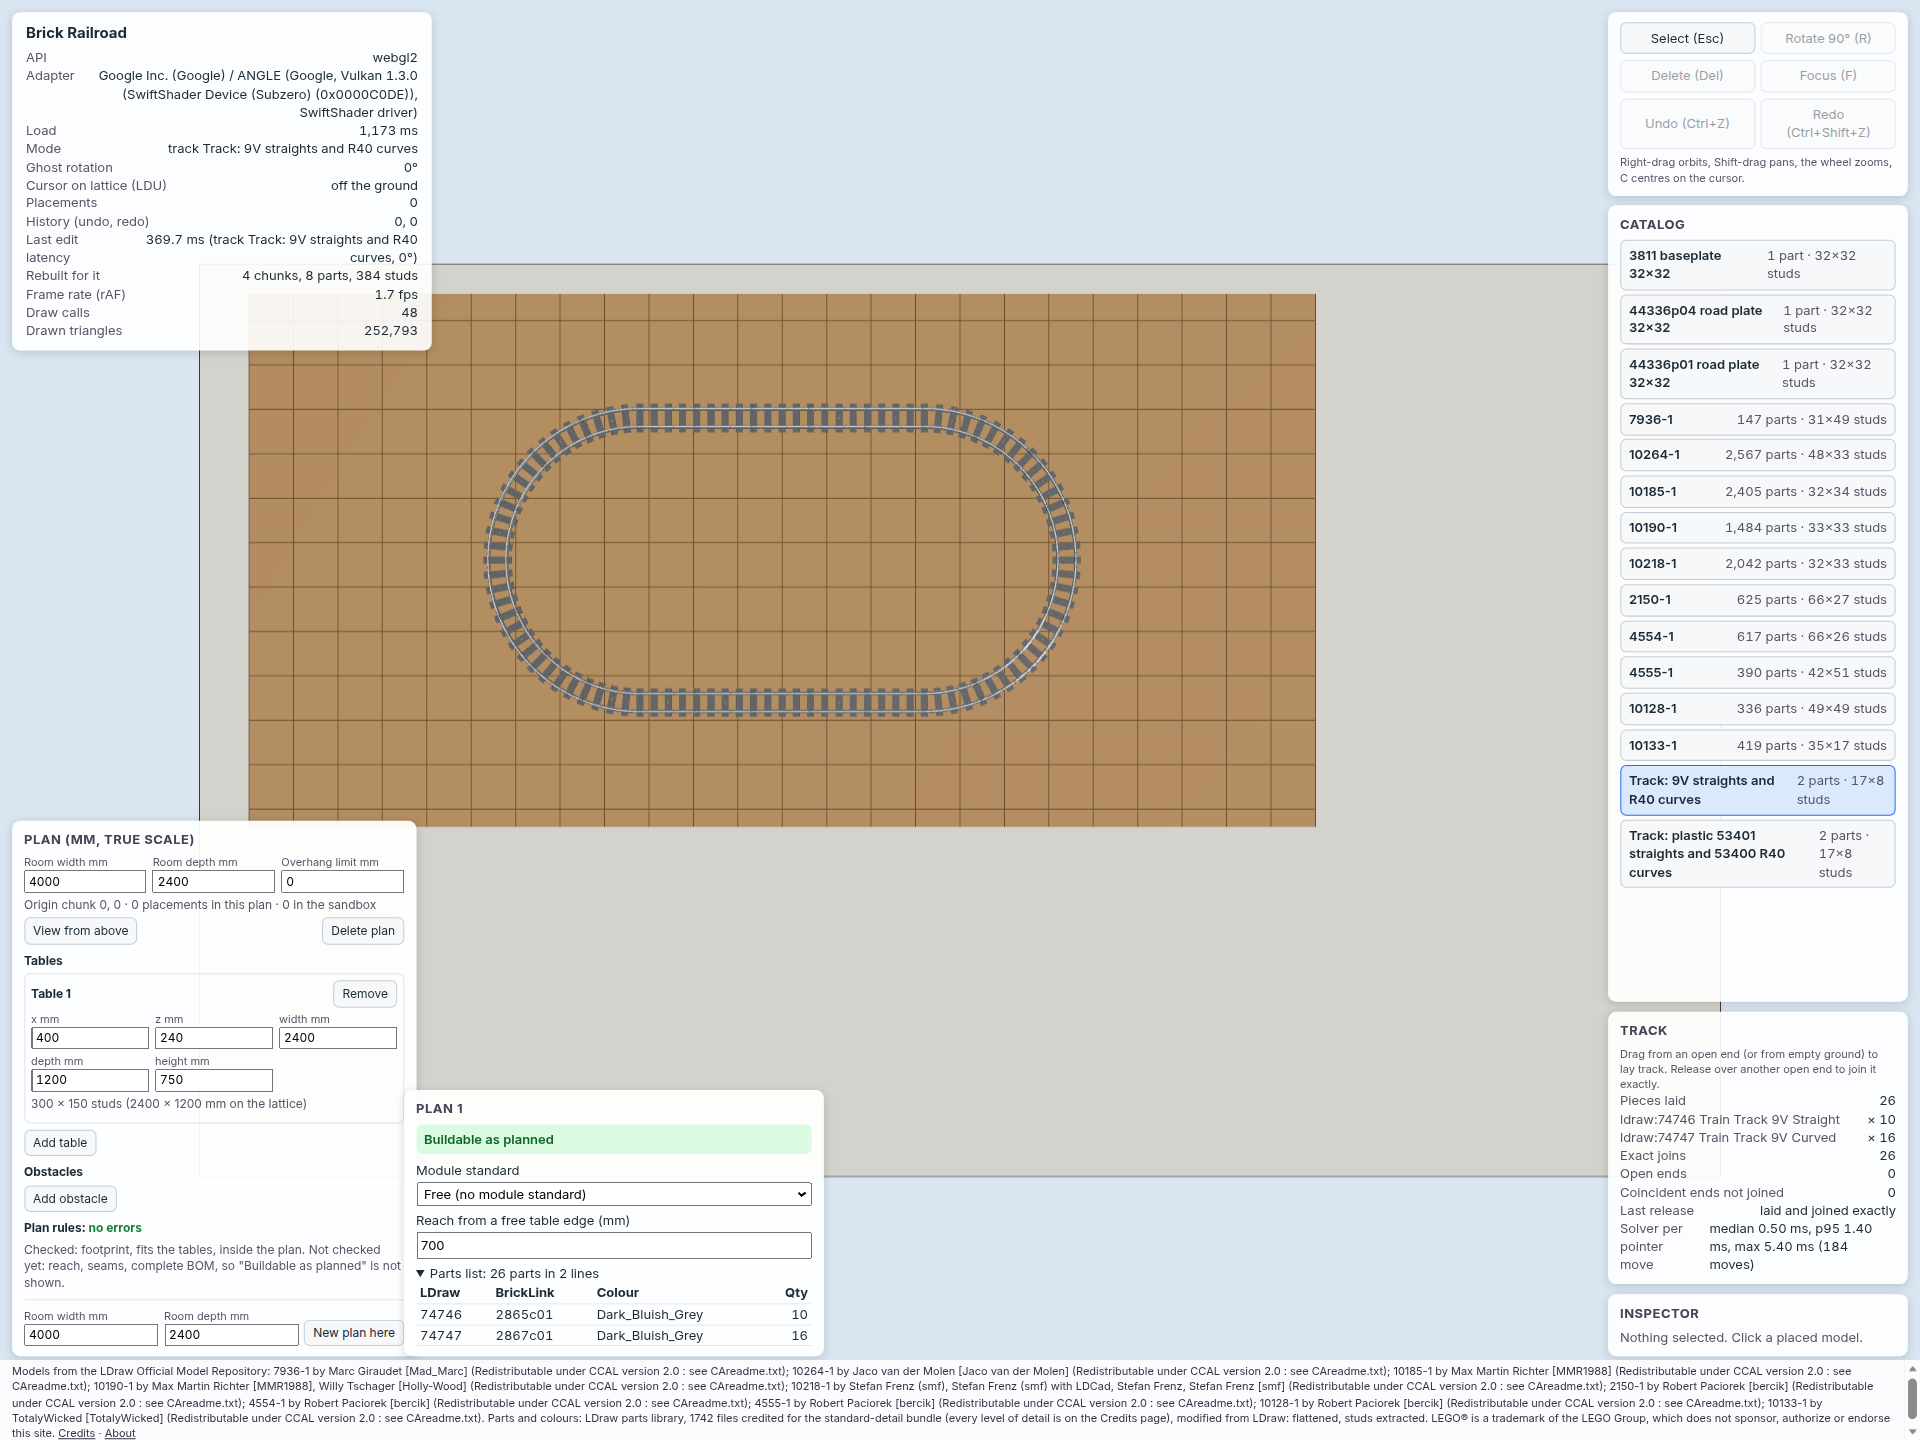 Brick Railroad
API webgl2
Adapter Google Inc. (Google) / ANGLE (Google, Vulkan 1.3.0
(SwiftShader Device (Subzero) (0x0000C0DE)),
SwiftShader driver)
Load 1,173 ms
Mode track Track: 9V straights and R40 curves
Ghost rotation 0°
Cursor on lattice (LDU) off the ground
Placements 0
History (undo, redo) 0, 0
Last edit 369.7 ms (track Track: 9V straights and R40
latency curves, 0°)
Rebuilt for it 4 chunks, 8 parts, 384 studs
Frame rate (rAF) 1.7 fps
Draw calls 48
Drawn triangles 252,793
PLAN (MM, TRUE SCALE)
Room width mm Room depth mm Overhang limit mm
4000 2400 0
Origin chunk 0, 0 · 0 placements in this plan · 0 in the sandbox
View from above Delete plan
Tables
Table 1 Remove
x mm z mm width mm
400 240 2400
depth mm height mm
1200 750
300 × 150 studs (2400 × 1200 mm on the lattice)
Add table
Obstacles
Add obstacle
Plan rules: no errors
Checked: footprint, fits the tables, inside the plan. Not checked
yet: reach, seams, complete BOM, so "Buildable as planned" is not
shown.
Room width mm Room depth mm
4000 2400 New plan here
PLAN 1
Buildable as planned
Module standard
Free (no module standard)
Reach from a free table edge (mm)
700
▼ Parts list: 26 parts in 2 lines
LDraw BrickLink Colour Qty
74746 2865c01 Dark_Bluish_Grey 10
74747 2867c01 Dark_Bluish_Grey 16
Select (Esc) Rotate 90° (R)
Delete (Del) Focus (F)
Undo (Ctrl+Z) Redo
(Ctrl+Shift+Z)
Right-drag orbits, Shift-drag pans, the wheel zooms,
C centres on the cursor.
CATALOG
3811 baseplate 1 part · 32×32
32×32 studs
44336p04 road plate 1 part · 32×32
32×32 studs
44336p01 road plate 1 part · 32×32
32×32 studs
7936-1 147 parts · 31×49 studs
10264-1 2,567 parts · 48×33 studs
10185-1 2,405 parts · 32×34 studs
10190-1 1,484 parts · 33×33 studs
10218-1 2,042 parts · 32×33 studs
2150-1 625 parts · 66×27 studs
4554-1 617 parts · 66×26 studs
4555-1 390 parts · 42×51 studs
10128-1 336 parts · 49×49 studs
10133-1 419 parts · 35×17 studs
Track: 9V straights and 2 parts · 17×8
R40 curves studs
Track: plastic 53401 2 parts ·
straights and 53400 R40 17×8
curves studs
TRACK
Drag from an open end (or from empty ground) to
lay track. Release over another open end to join it
exactly.
Pieces laid 26
ldraw:74746 Train Track 9V Straight × 10
ldraw:74747 Train Track 9V Curved × 16
Exact joins 26
Open ends 0
Coincident ends not joined 0
Last release laid and joined exactly
Solver per median 0.50 ms, p95 1.40
pointer ms, max 5.40 ms (184
move moves)
INSPECTOR
Nothing selected. Click a placed model.
Models from the LDraw Official Model Repository: 7936-1 by Marc Giraudet [Mad_Marc] (Redistributable under CCAL version 2.0 : see CAreadme.txt); 10264-1 by Jaco van der Molen [Jaco van der Molen] (Redistributable under CCAL version 2.0 : see CAreadme.txt); 10185-1 by Max Martin Richter [MMR1988] (Redistributable under CCAL version 2.0 : see
CAreadme.txt); 10190-1 by Max Martin Richter [MMR1988], Willy Tschager [Holly-Wood] (Redistributable under CCAL version 2.0 : see CAreadme.txt); 10218-1 by Stefan Frenz (smf), Stefan Frenz (smf) with LDCad, Stefan Frenz, Stefan Frenz [smf] (Redistributable under CCAL version 2.0 : see CAreadme.txt); 2150-1 by Robert Paciorek [bercik] (Redistributable
under CCAL version 2.0 : see CAreadme.txt); 4554-1 by Robert Paciorek [bercik] (Redistributable under CCAL version 2.0 : see CAreadme.txt); 4555-1 by Robert Paciorek [bercik] (Redistributable under CCAL version 2.0 : see CAreadme.txt); 10128-1 by Robert Paciorek [bercik] (Redistributable under CCAL version 2.0 : see CAreadme.txt); 10133-1 by
TotalyWicked [TotalyWicked] (Redistributable under CCAL version 2.0 : see CAreadme.txt). Parts and colours: LDraw parts library, 1742 files credited for the standard-detail bundle (every level of detail is on the Credits page), modified from LDraw: flattened, studs extracted. LEGO® is a trademark of the LEGO Group, which does not sponsor, authorize or endorse
this site. Credits · About